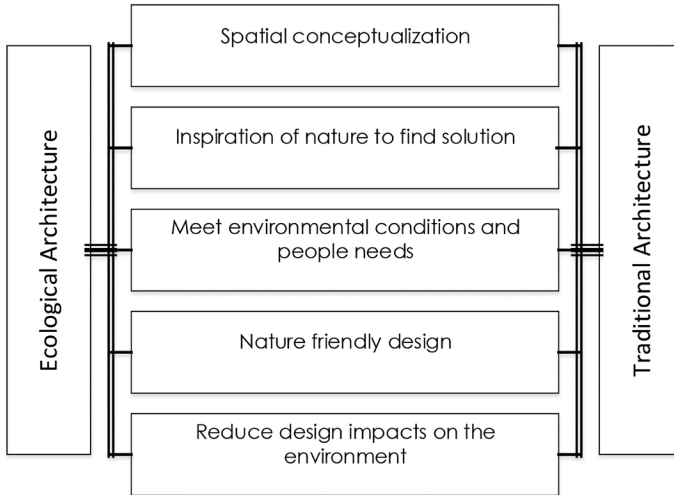 Ecological Architecture
Spatial conceptualization
Inspiration of nature to find solution
Meet environmental conditions and
people needs
Nature friendly design
Reduce design impacts on the
environment
Traditional Architecture